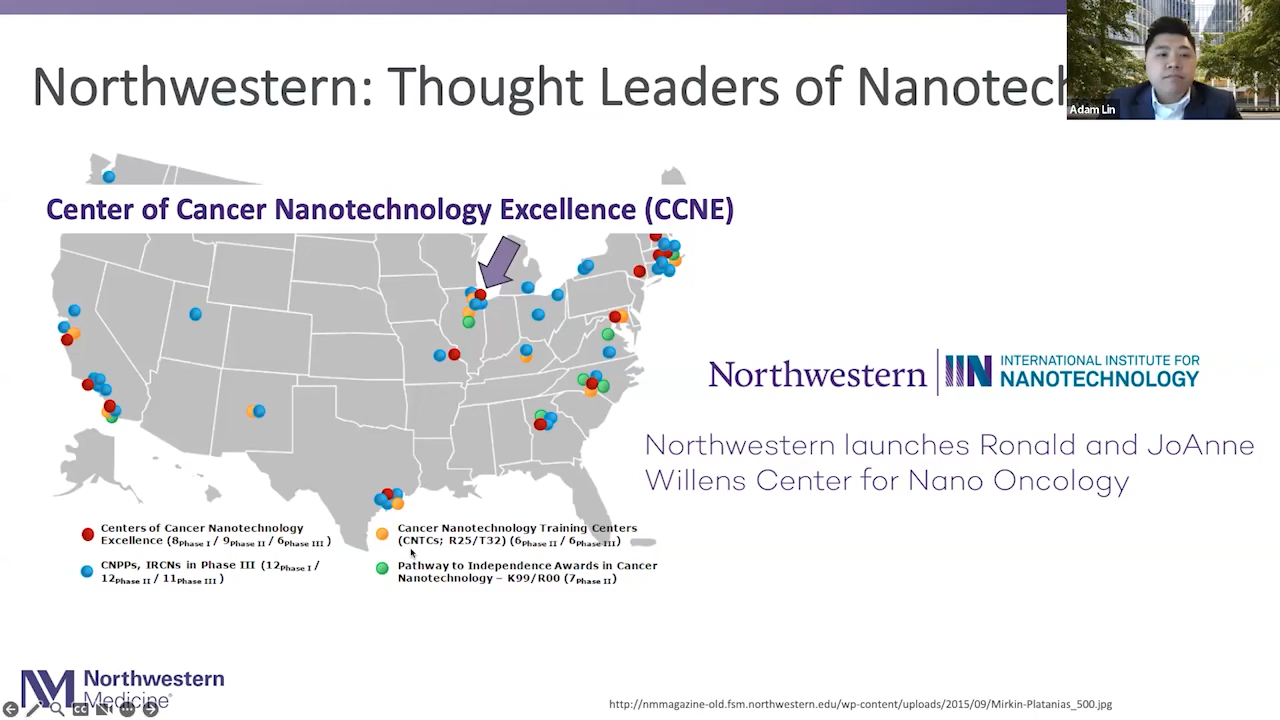 Northwestern: Thought Leaders of Nanotech
Adam Lin
Center of Cancer Nanotechnology Excellence (CCNE)
Northwestern
IIN
INTERNATIONAL INSTITUTE FOR
NANOTECHNOLOGY
Northwestern launches Ronald and JoAnne
Willens Center for Nano Oncology
Centers of Cancer Nanotechnology
Excellence (8Phase I / 9Phase II / 6Phase III )
CNPPs, IRCNs in Phase III (12Phase I /
12Phase II / 11Phase III )
Cancer Nanotechnology Training Centers
(CNTCs; R25/T32) (6Phase II / 6Phase III)
Pathway to Independence Awards in Cancer
Nanotechnology – K99/R00 (7Phase II)
NM
Northwestern
Medicine®
CC
http://nmmagazine-old.fsm.northwestern.edu/wp-content/uploads/2015/09/Mirkin-Platanias_500.jpg